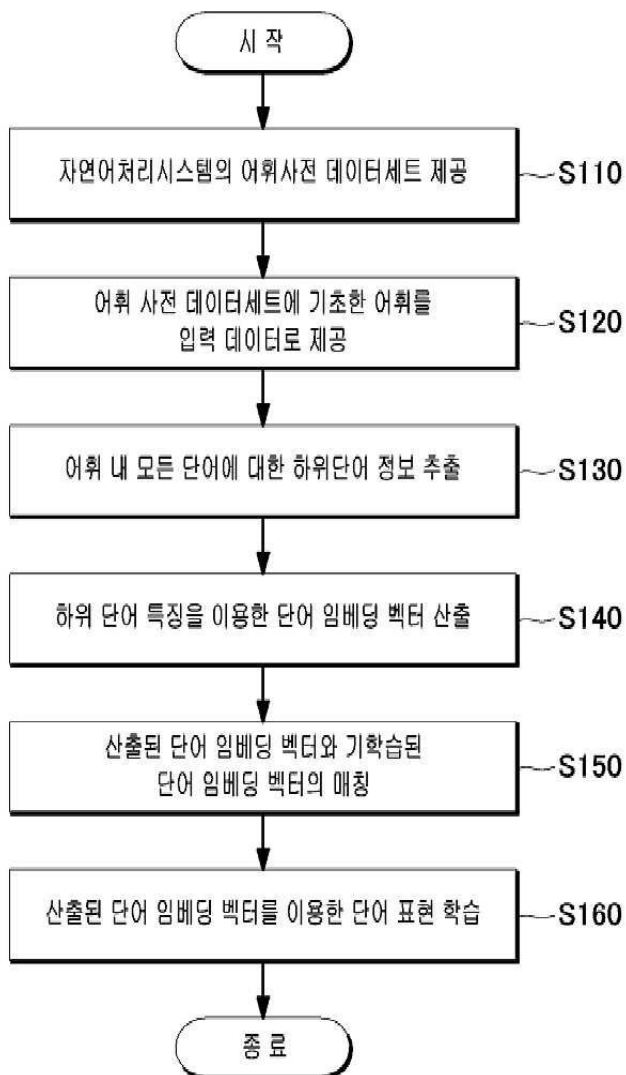 시 작
자연어처리시스템의 어휘사전 데이터세트 제공
S110
어휘 사전 데이터세트에 기초한 어휘를
입력 데이터로 제공
S120
어휘 내 모든 단어에 대한 하위단어 정보 추출
S130
하위 단어 특징을 이용한 단어 임베딩 벡터 산출
S140
산출된 단어 임베딩 벡터와 기학습된
단어 임베딩 벡터의 매칭
S150
산출된 단어 임베딩 벡터를 이용한 단어 표현 학습
S160
종 료